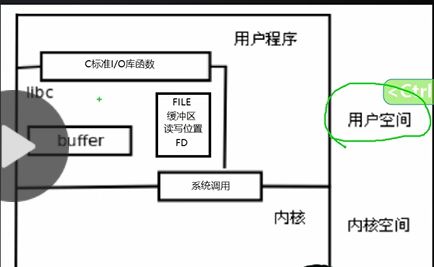 用户程序
C标准I/O库函数
<Ctrl
libc
FILE
缓冲区
读写位置
FD
用户空间
buffer
系统调用
内核
内核空间